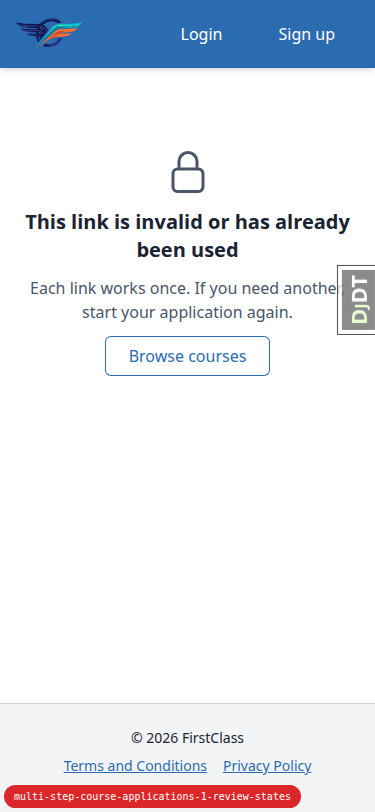 Login
Sign up
This link is invalid or has already
been used
Each link works once. If you need another,
start your application again.
DjDT
Browse courses
© 2026 FirstClass
Terms and Conditions
Privacy Policy
multi-step-course-applications-1-review-states